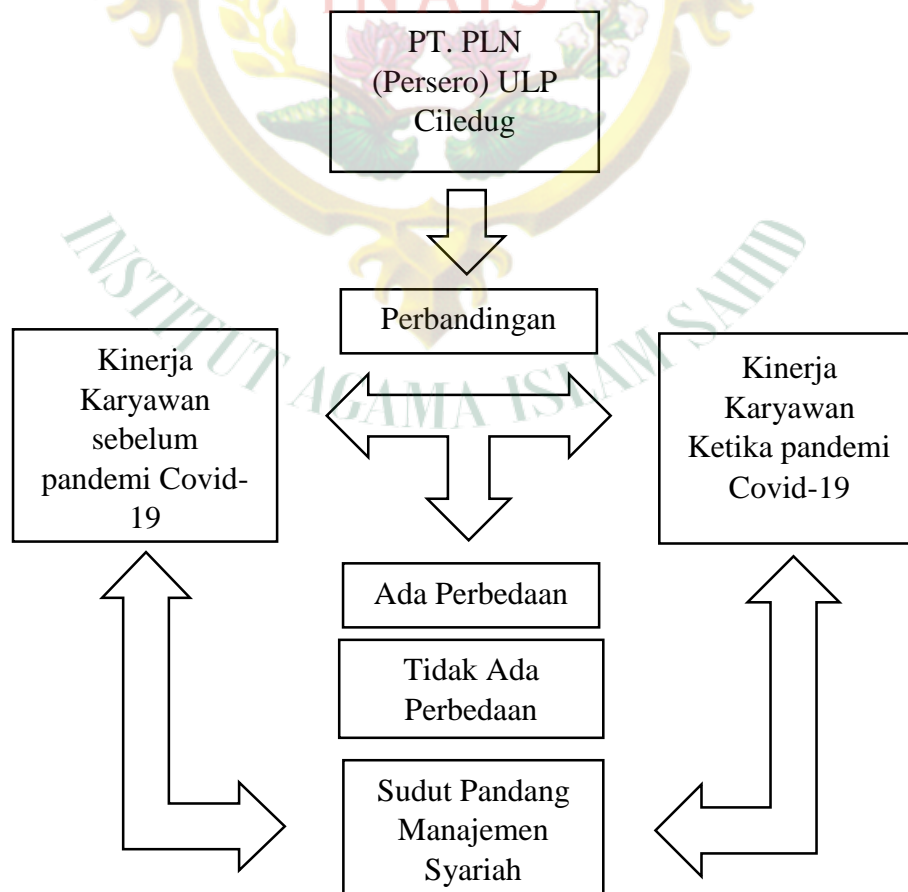 INAIS
PT. PLN
(Persero) ULP
Ciledug
INSTITUT AGAMA ISLAM SAHID
Perbandingan
Kinerja
Karyawan
sebelum
pandemi Covid-
19
Kinerja
Karyawan
Ketika pandemi
Covid-19
Ada Perbedaan
Tidak Ada
Perbedaan
Sudut Pandang
Manajemen
Syariah